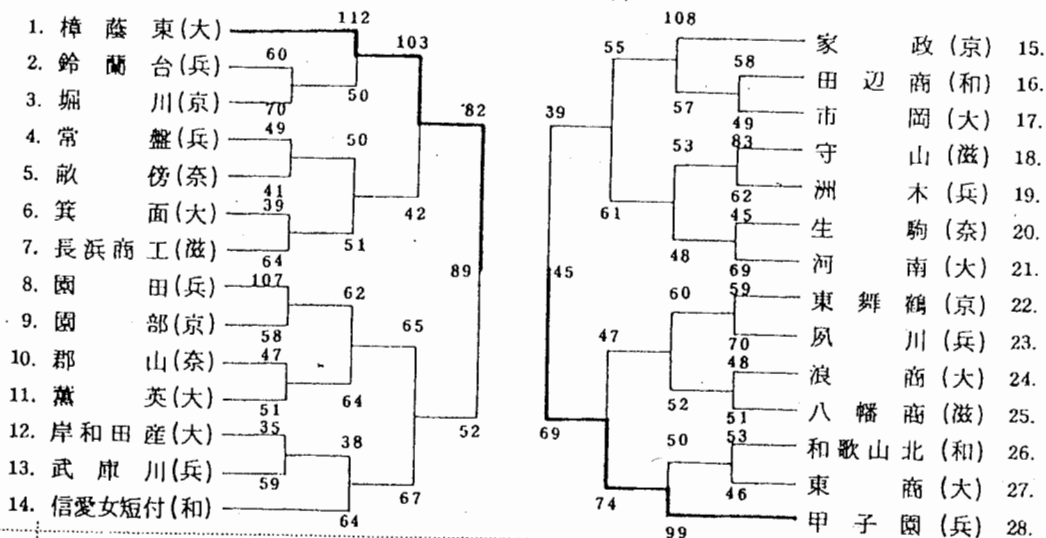 1. 樟蔭東(大)
2. 鈴蘭台(兵)
3. 堀川(京)
4. 常盤(兵)
5. 畝傍(奈)
6. 箕面(大)
7. 長浜商工(滋)
8. 園田(兵)
9. 園部(京)
10. 郡山(奈)
11. 薫英(大)
12. 岸和田産(大)
13. 武庫川(兵)
14. 信愛女短付(和)
112
60
70
50
103
49
41
50
39
64
51
42
82
107
58
62
47
51
64
65
35
59
38
64
67
52
89
45
39
69
55
61
108
58
49
57
53
83
62
45
69
48
47
74
60
59
70
48
51
52
50
53
46
99
家政(京) 15.
田辺商(和) 16.
市岡(大) 17.
守山(滋) 18.
洲木(兵) 19.
生駒(奈) 20.
河南(大) 21.
東舞鶴(京) 22.
夙川(兵) 23.
浪商(大) 24.
八幡商(滋) 25.
和歌山北(和) 26.
東商(大) 27.
甲子園(兵) 28.